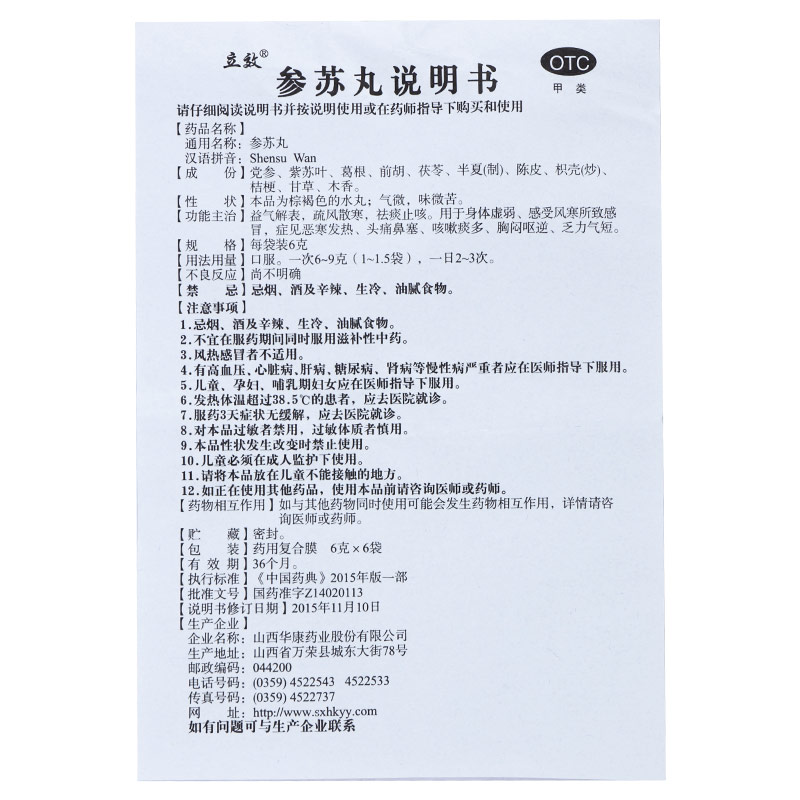 立效®
OTC
甲 类
参苏丸说明书
请仔细阅读说明书并按说明使用或在药师指导下购买和使用
【药品名称】
通用名称：参苏丸
汉语拼音：Shensu Wan
【成 份】党参、紫苏叶、葛根、前胡、茯苓、半夏(制)、陈皮、枳壳(炒)、
桔梗、甘草、木香。
【性 状】本品为棕褐色的水丸；气微，味微苦。
【功能主治】益气解表，疏风散寒，祛痰止咳。用于身体虚弱、感受风寒所致感
冒，症见恶寒发热、头痛鼻塞、咳嗽痰多、胸闷呕逆、乏力气短。
【规 格】每袋装6克
【用法用量】口服。一次6~9克（1~1.5袋），一日2~3次。
【不良反应】尚不明确
【禁 忌】忌烟、酒及辛辣、生冷、油腻食物。
【注意事项】
1.忌烟、酒及辛辣、生冷、油腻食物。
2.不宜在服药期间同时服用滋补性中药。
3.风热感冒者不适用。
4.有高血压、心脏病、肝病、糖尿病、肾病等慢性病严重者应在医师指导下服用。
5.儿童、孕妇、哺乳期妇女应在医师指导下服用。
6.发热体温超过38.5℃的患者，应去医院就诊。
7.服药3天症状无缓解，应去医院就诊。
8.对本品过敏者禁用，过敏体质者慎用。
9.本品性状发生改变时禁止使用。
10.儿童必须在成人监护下使用。
11.请将本品放在儿童不能接触的地方。
12.如正在使用其他药品，使用本品前请咨询医师或药师。
【药物相互作用】如与其他药物同时使用可能会发生药物相互作用，详情请咨
询医师或药师。
【贮 藏】密封。
【包 装】药用复合膜 6克×6袋
【有 效 期】36个月。
【执行标准】《中国药典》2015年版一部
【批准文号】国药准字Z14020113
【说明书修订日期】2015年11月10日
【生产企业】
企业名称：山西华康药业股份有限公司
生产地址：山西省万荣县城东大街78号
邮政编码：044200
电话号码：(0359) 4522543 4522533
传真号码：(0359) 4522737
网 址：http://www.sxhkyy.com
如有问题可与生产企业联系